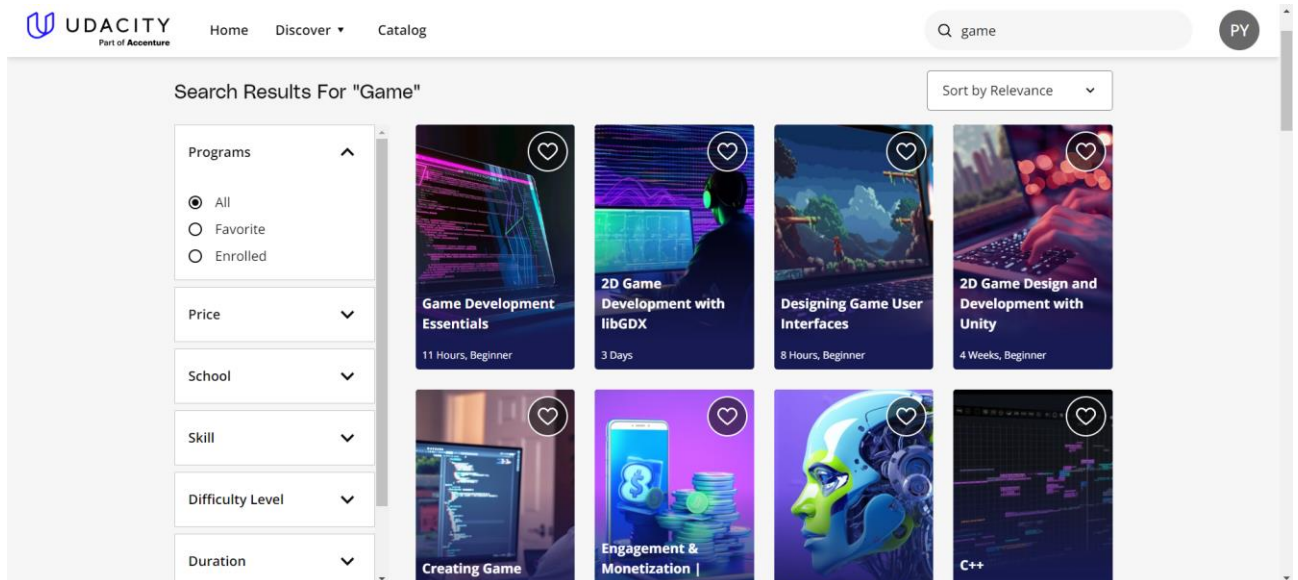 UDACITY
Part of Accenture
Home
Discover
Catalog
game
PY
Search Results For "Game"
Sort by Relevance
Programs
All
Favorite
Enrolled
Price
School
Skill
Difficulty Level
Duration
Game Development
Essentials
11 Hours, Beginner
2D Game
Development with
libGDX
3 Days
Designing Game User
Interfaces
8 Hours, Beginner
2D Game Design and
Development with
Unity
4 Weeks, Beginner
Creating Game
Engagement &
Monetization |
C++